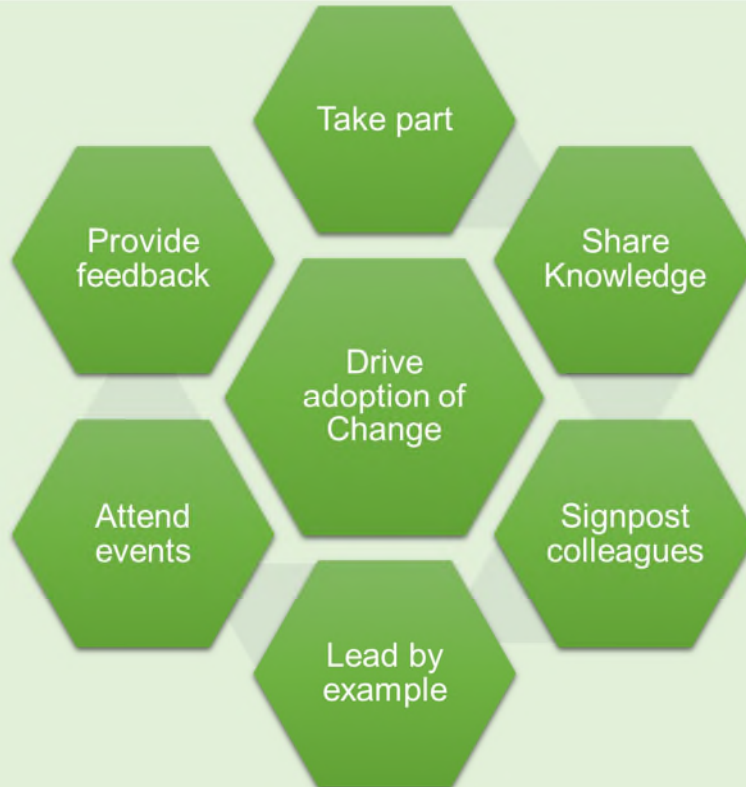 Take part
Share
Knowledge
Signpost
colleagues
Lead by
example
Attend
events
Provide
feedback
Drive
adoption of
Change